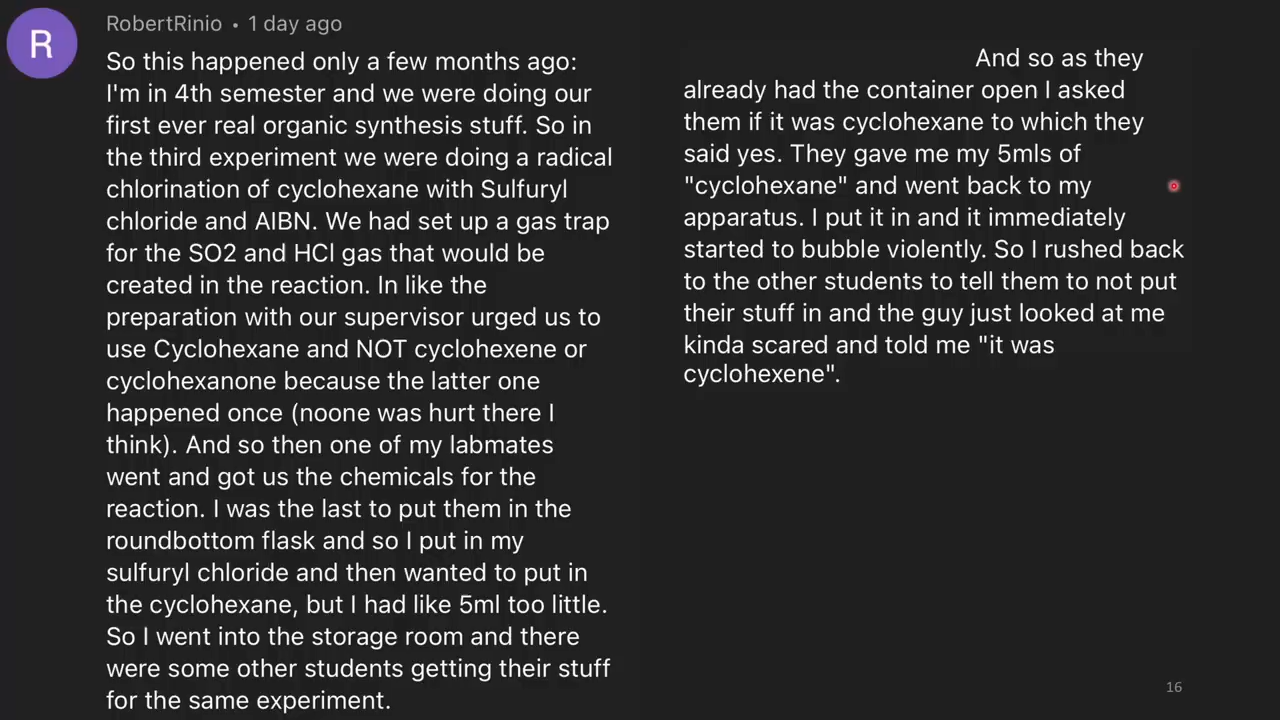 R
RobertRinio • 1 day ago
So this happened only a few months ago:
I'm in 4th semester and we were doing our
first ever real organic synthesis stuff. So in
the third experiment we were doing a radical
chlorination of cyclohexane with Sulfuryl
chloride and AIBN. We had set up a gas trap
for the SO2 and HCl gas that would be
created in the reaction. In like the
preparation with our supervisor urged us to
use Cyclohexane and NOT cyclohexene or
cyclohexanone because the latter one
happened once (noone was hurt there I
think). And so then one of my labmates
went and got us the chemicals for the
reaction. I was the last to put them in the
roundbottom flask and so I put in my
sulfuryl chloride and then wanted to put in
the cyclohexane, but I had like 5ml too little.
So I went into the storage room and there
were some other students getting their stuff
for the same experiment.
And so as they
already had the container open I asked
them if it was cyclohexane to which they
said yes. They gave me my 5mls of
"cyclohexane" and went back to my
apparatus. I put it in and it immediately
started to bubble violently. So I rushed back
to the other students to tell them to not put
their stuff in and the guy just looked at me
kinda scared and told me "it was
cyclohexene".
16